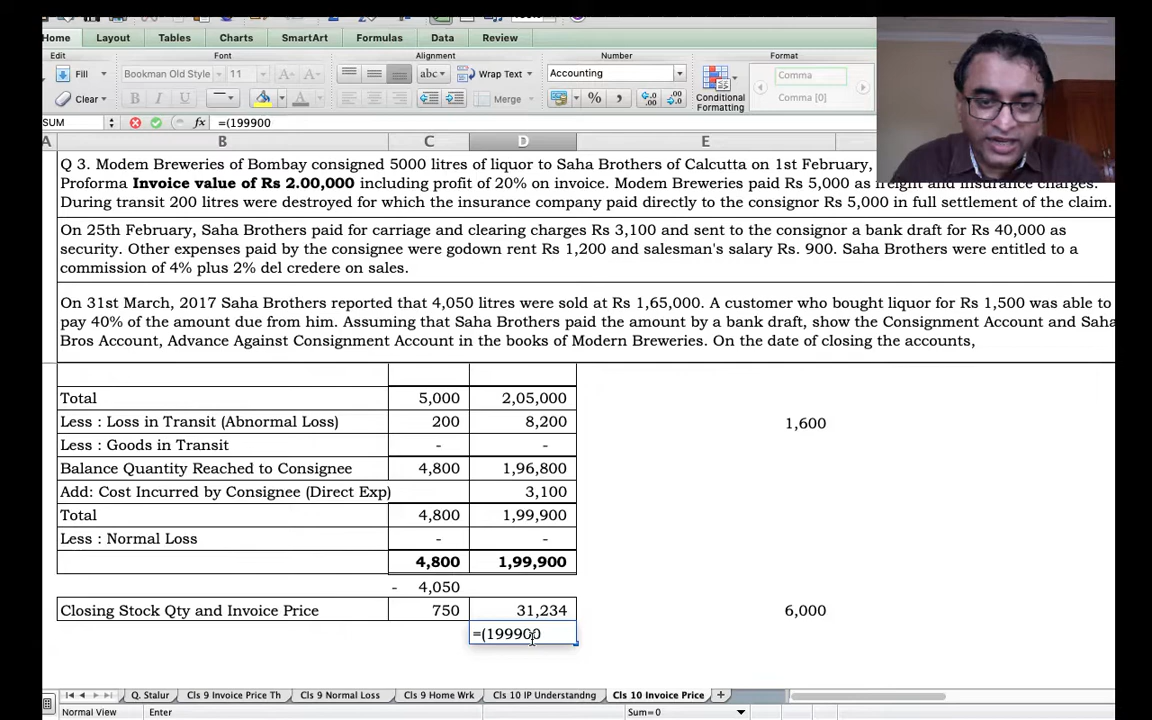 Home Layout Tables Charts SmartArt Formulas Data Review
Edit Font Alignment Number Format
Fill Bookman Old Style 11 A A abc Wrap Text Accounting Comma
Clear B I U A Merge % , Conditional Formatting Comma [0]
SUM fx =(199900
A B C D E
Q 3. Modem Breweries of Bombay consigned 5000 litres of liquor to Saha Brothers of Calcutta on 1st February,
Proforma Invoice value of Rs 2.00,000 including profit of 20% on invoice. Modem Breweries paid Rs 5,000 as freight and insurance charges.
During transit 200 litres were destroyed for which the insurance company paid directly to the consignor Rs 5,000 in full settlement of the claim.
On 25th February, Saha Brothers paid for carriage and clearing charges Rs 3,100 and sent to the consignor a bank draft for Rs 40,000 as
security. Other expenses paid by the consignee were godown rent Rs 1,200 and salesman's salary Rs. 900. Saha Brothers were entitled to a
commission of 4% plus 2% del credere on sales.
On 31st March, 2017 Saha Brothers reported that 4,050 litres were sold at Rs 1,65,000. A customer who bought liquor for Rs 1,500 was able to
pay 40% of the amount due from him. Assuming that Saha Brothers paid the amount by a bank draft, show the Consignment Account and Saha
Bros Account, Advance Against Consignment Account in the books of Modern Breweries. On the date of closing the accounts,
Total 5,000 2,05,000
Less : Loss in Transit (Abnormal Loss) 200 8,200 1,600
Less : Goods in Transit - -
Balance Quantity Reached to Consignee 4,800 1,96,800
Add: Cost Incurred by Consignee (Direct Exp) 3,100
Total 4,800 1,99,900
Less : Normal Loss - -
4,800 1,99,900
- 4,050
Closing Stock Qty and Invoice Price 750 31,234 6,000
=(199900
Q. Stalur Cls 9 Invoice Price Th Cls 9 Normal Loss Cls 9 Home Wrk Cls 10 IP Understandng Cls 10 Invoice Price +
Normal View Enter Sum=0